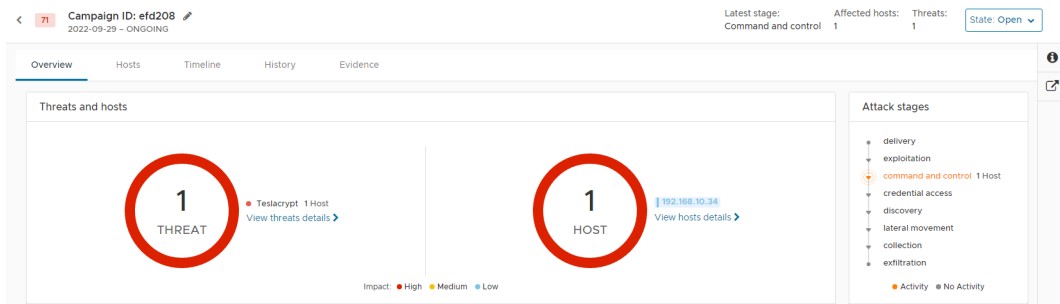 71 Campaign ID: efd208
2022-09-29 – ONGOING
Latest stage: Affected hosts: Threats:
Command and control 1 1
State: Open
Overview Hosts Timeline History Evidence
Threats and hosts
1
THREAT
Teslacrypt 1 Host
View threats details
1
HOST
192.168.10.34
View hosts details
Impact: High Medium Low
Attack stages
delivery
exploitation
command and control 1 Host
credential access
discovery
lateral movement
collection
exfiltration
Activity No Activity